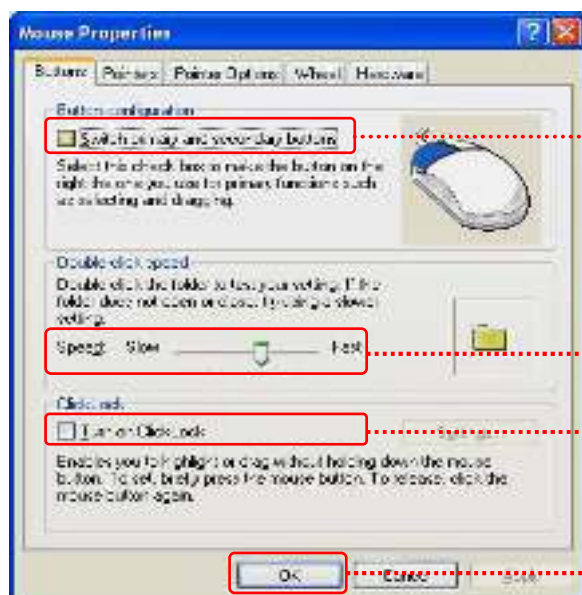 Mouse Properties
Buttons Pointers Pointer Options Wheel Hardware
Button configuration
Switch primary and secondary buttons
Select this check box to make the button on the
right the one you use for primary functions such
as selecting and dragging.
Double click speed
Double click the folder to test your setting. If the
folder does not open or close, try using a slower
setting.
Speed: Slow Fast
ClickLock
Turn on ClickLock
Settings...
Enables you to highlight or drag without holding down the mouse
button. To set, briefly press the mouse button. To release, click the
mouse button again.
OK Cancel Apply